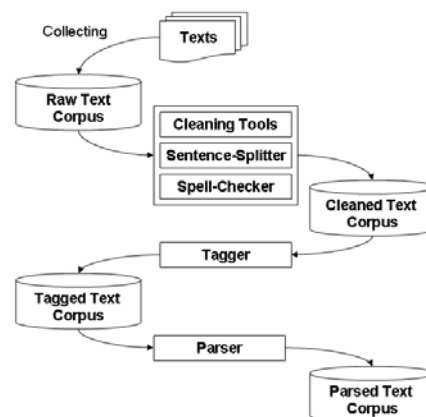 Collecting
Texts
Raw Text
Corpus
Cleaning Tools
Sentence-Splitter
Spell-Checker
Cleaned Text
Corpus
Tagger
Tagged Text
Corpus
Parser
Parsed Text
Corpus